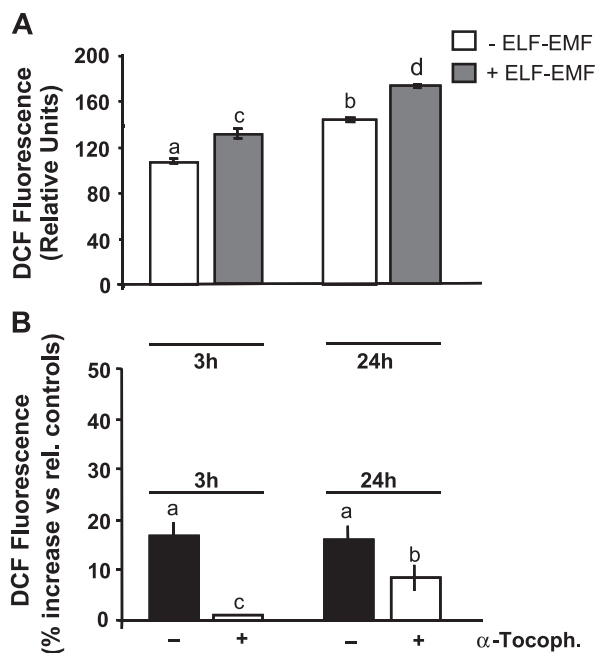 A
- ELF-EMF
+ ELF-EMF
DCF Fluorescence
(Relative Units)
200
160
120
80
40
0
a
c
b
d
3h
24h
B
DCF Fluorescence
(% increase vs rel. controls)
50
40
30
20
10
0
3h
24h
a
c
a
b
– + – + α-Tocoph.